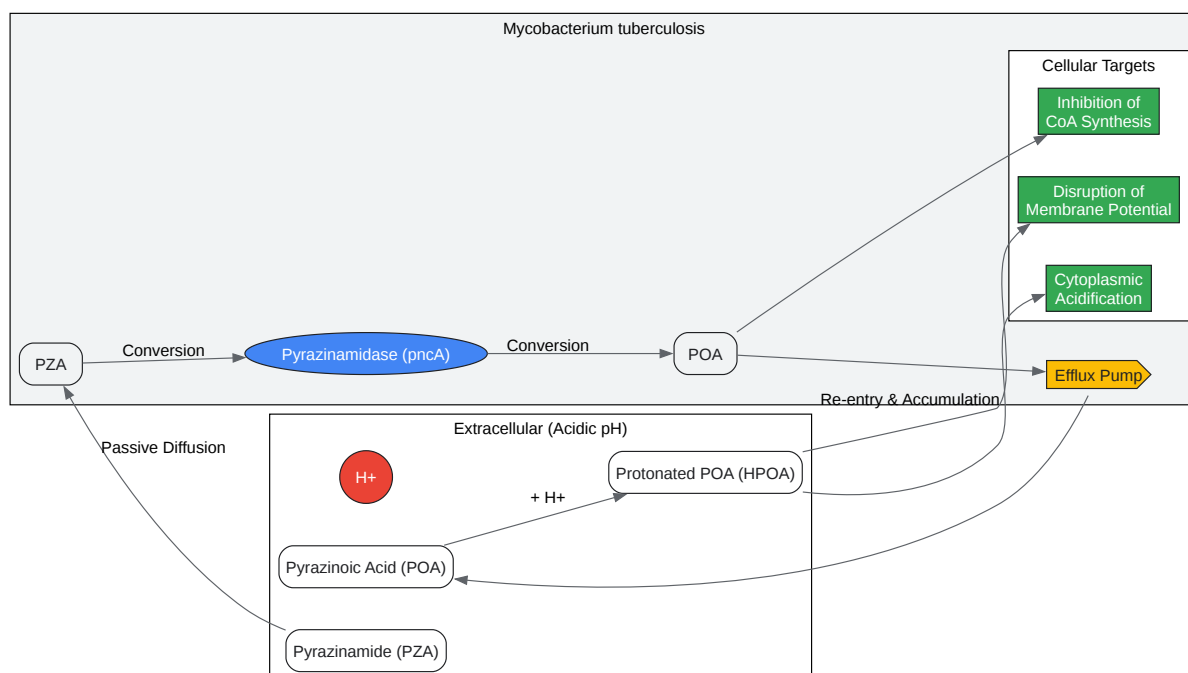 Mycobacterium tuberculosis
Cellular Targets
Inhibition of
CoA Synthesis
Disruption of
Membrane Potential
Cytoplasmic
Acidification
PZA
Conversion
Pyrazinamidase (pncA)
Conversion
POA
Efflux Pump
Re-entry & Accumulation
Extracellular (Acidic pH)
Passive Diffusion
H+
Protonated POA (HPOA)
+ H+
Pyrazinoic Acid (POA)
Pyrazinamide (PZA)